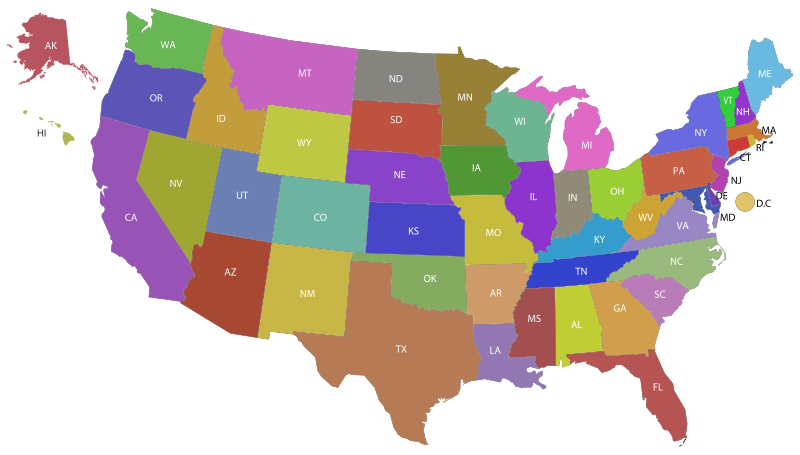 AK
WA
MT
ND
MN
ME
VT
NH
OR
ID
SD
WI
MI
NY
MA
RI
CT
HI
WY
NE
IA
IL
IN
OH
PA
NJ
DE
D.C
MD
NV
UT
CO
KS
MO
KY
WV
VA
CA
AZ
NM
OK
AR
TN
NC
SC
TX
LA
MS
AL
GA
FL